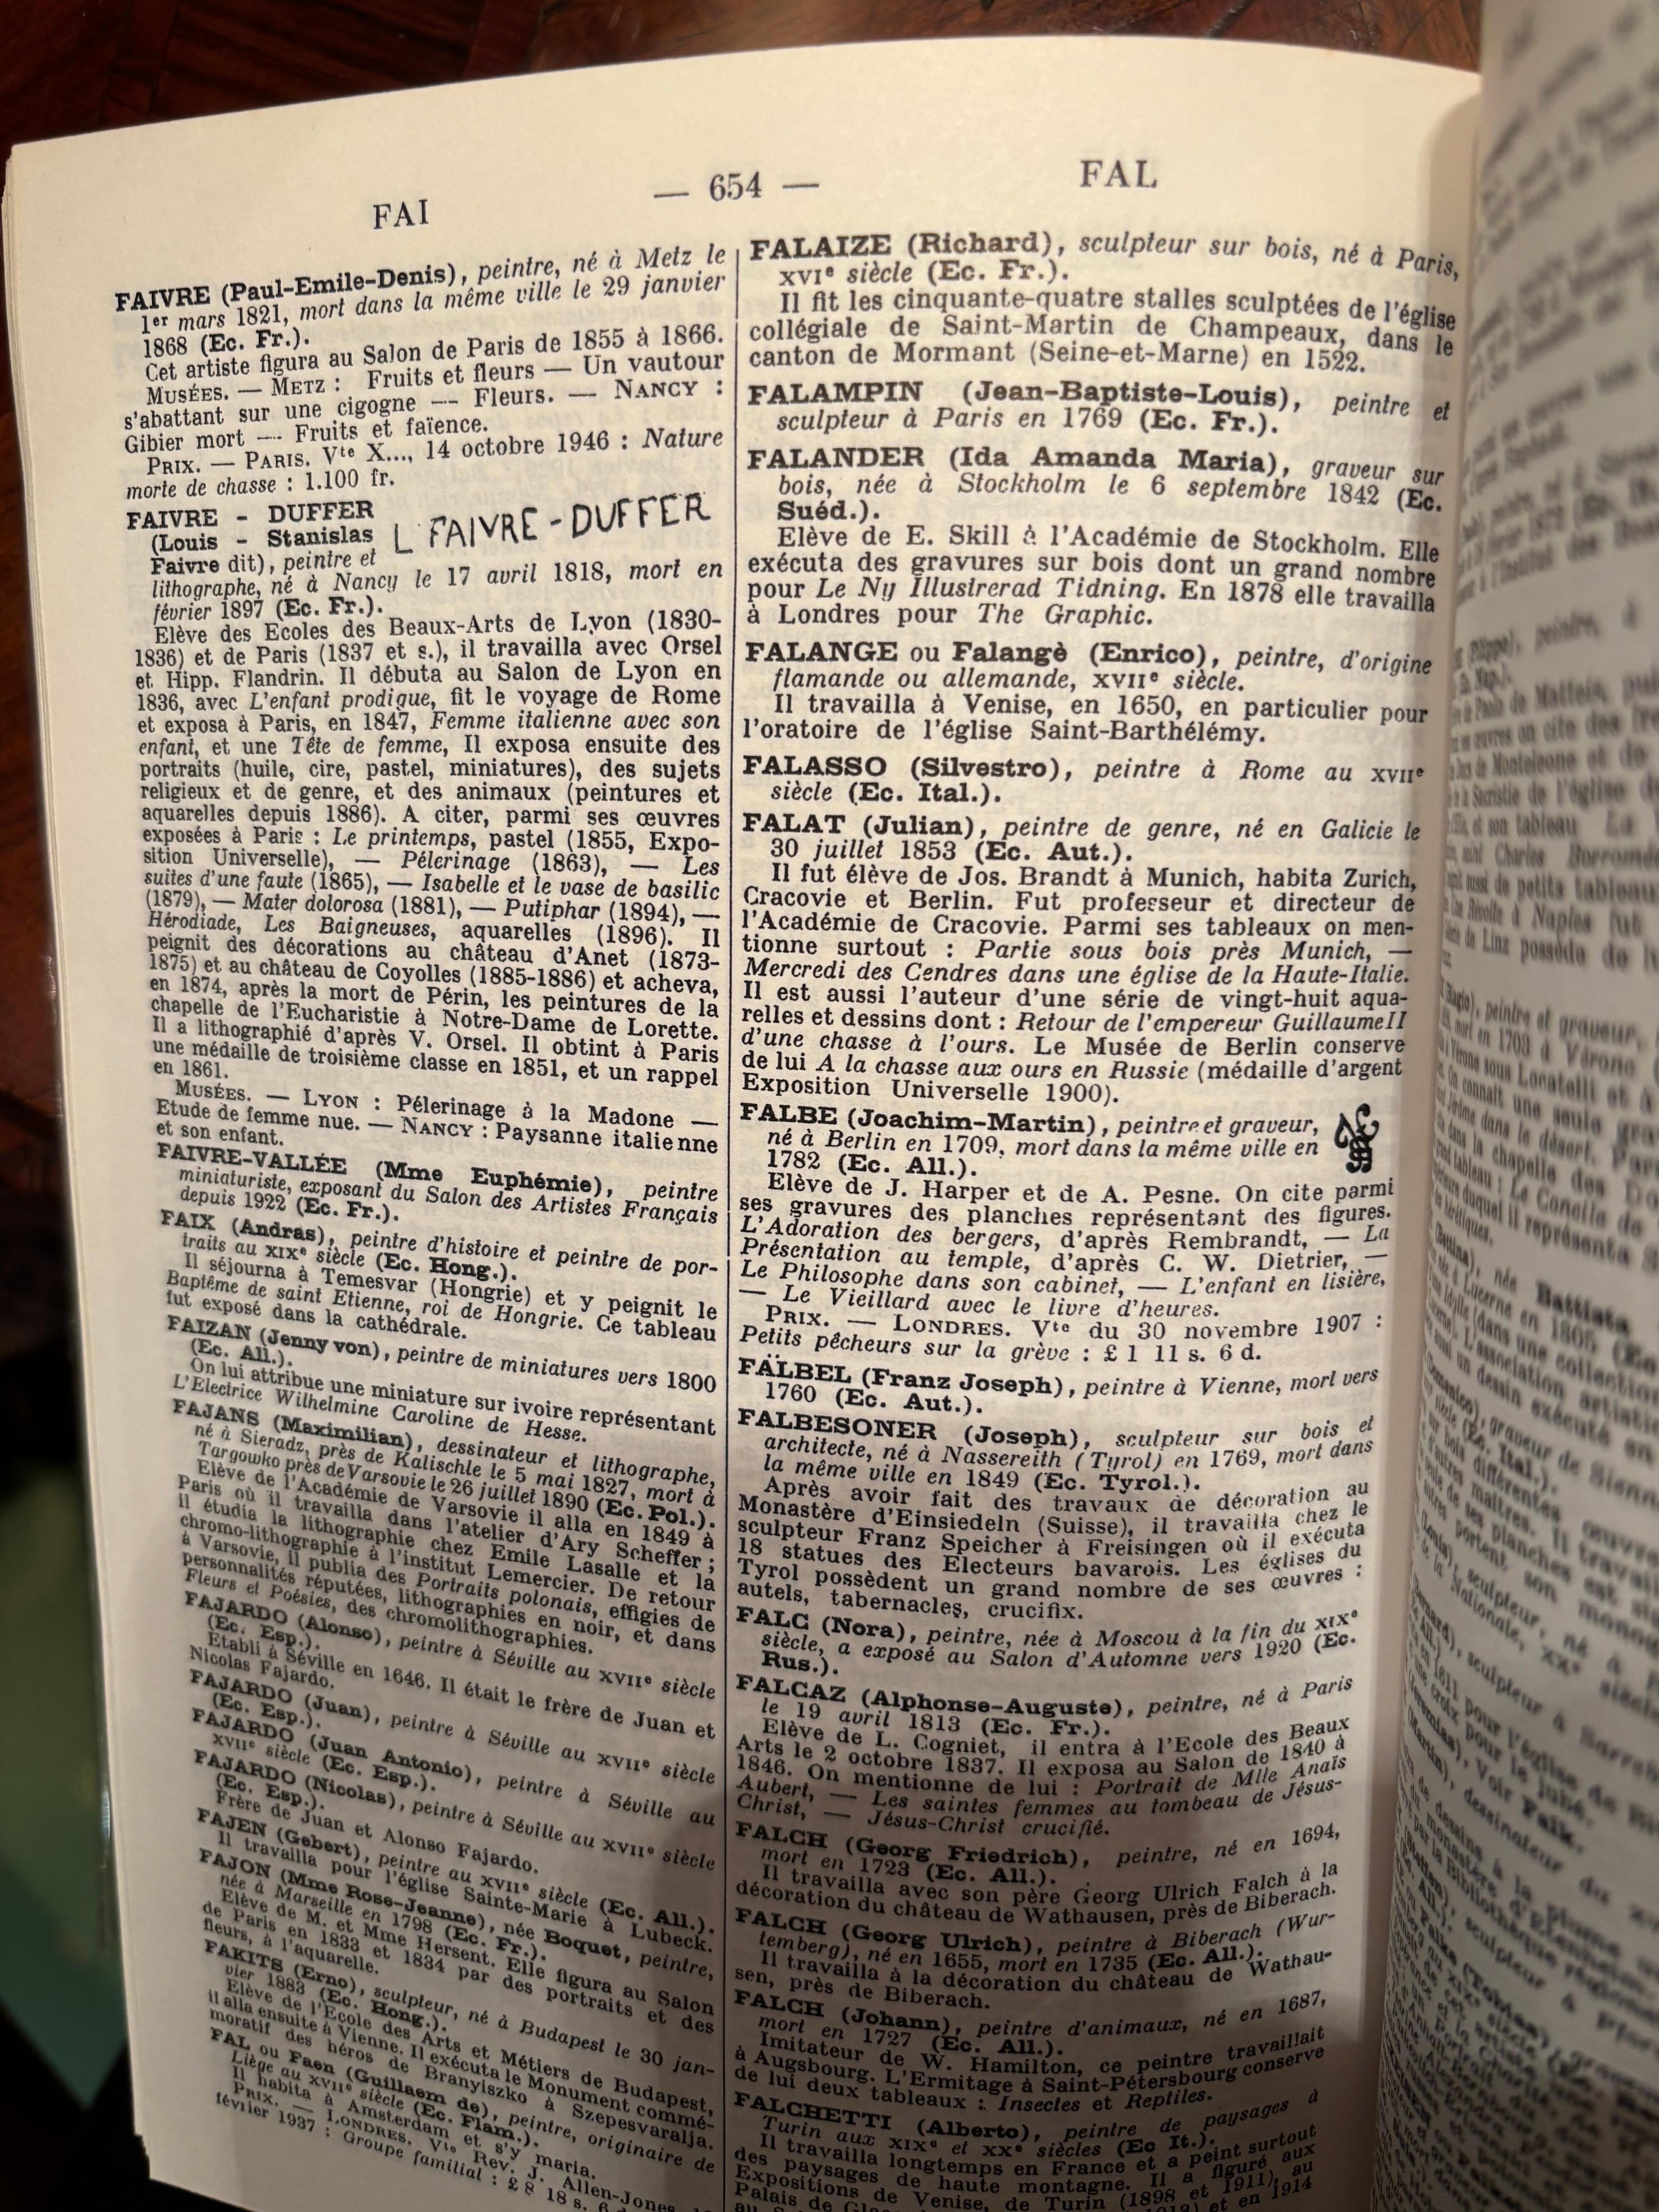 FAI
— 654 —
FAL
FAIVRE (Paul-Emile-Denis), peintre, né à Metz le
1er mars 1821, mort dans la même ville le 29 janvier
1868 (Ec. Fr.).
Cet artiste figura au Salon de Paris de 1855 à 1866.
MUSÉES. — METZ : Fruits et fleurs — Un vautour
s'abattant sur une cigogne — Fleurs. — NANCY :
Gibier mort — Fruits et faïence.
PRIX. — PARIS. Vte X..., 14 octobre 1946 : Nature
morte de chasse : 1.100 fr.
FAIVRE - DUFFER
(Louis - Stanislas
Faivre dit), peintre et
L FAIVRE-DUFFER
lithographe, né à Nancy le 17 avril 1818, mort en
février 1897 (Ec. Fr.).
Elève des Ecoles des Beaux-Arts de Lyon (1830-
1836) et de Paris (1837 et s.), il travailla avec Orsel
et Hipp. Flandrin. Il débuta au Salon de Lyon en
1836, avec L'enfant prodigue, fit le voyage de Rome
et exposa à Paris, en 1847, Femme italienne avec son
enfant, et une Tête de femme, Il exposa ensuite des
portraits (huile, cire, pastel, miniatures), des sujets
religieux et de genre, et des animaux (peintures et
aquarelles depuis 1886). A citer, parmi ses œuvres
exposées à Paris : Le printemps, pastel (1855, Expo-
sition Universelle), — Pélerinage (1863), — Les
suites d'une faute (1865), — Isabelle et le vase de basilic
(1879), — Mater dolorosa (1881), — Putiphar (1894), —
Hérodiade, Les Baigneuses, aquarelles (1896). Il
peignit des décorations au château d'Anet (1873-
1875) et au château de Coyolles (1885-1886) et acheva,
en 1874, après la mort de Périn, les peintures de la
chapelle de l'Eucharistie à Notre-Dame de Lorette.
Il a lithographié d'après V. Orsel. Il obtint à Paris
une médaille de troisième classe en 1851, et un rappel
en 1861.
MUSÉES. — LYON : Pélerinage à la Madone —
Etude de femme nue. — NANCY : Paysanne italienne
et son enfant.
FAIVRE-VALLÉE (Mme Euphémie), peintre
miniaturiste, exposant du Salon des Artistes Français
depuis 1922 (Ec. Fr.).
FAIX (Andras), peintre d'histoire et peintre de por-
traits au XIXe siècle (Ec. Hong.).
Il séjourna à Temesvar (Hongrie) et y peignit le
Baptême de saint Etienne, roi de Hongrie. Ce tableau
fut exposé dans la cathédrale.
FAIZAN (Jenny von), peintre de miniatures vers 1800
(Ec. All.).
On lui attribue une miniature sur ivoire représentant
L'Electrice Wilhelmine Caroline de Hesse.
FAJANS (Maximilian), dessinateur et lithographe,
né à Sieradz, près de Kalischle le 5 mai 1827, mort à
Targowko près de Varsovie le 26 juillet 1890 (Ec. Pol.).
Elève de l'Académie de Varsovie il alla en 1849 à
Paris où il travailla dans l'atelier d'Ary Scheffer ;
il étudia la lithographie chez Emile Lasalle et la
chromo-lithographie à l'institut Lemercier. De retour
à Varsovie, il publia des Portraits polonais, effigies de
personnalités réputées, lithographies en noir, et dans
Fleurs et Poésies, des chromolithographies.
FAJARDO (Alonso), peintre à Séville au XVIIe siècle
(Ec. Esp.).
Etabli à Séville en 1646. Il était le frère de Juan et
Nicolas Fajardo.
FAJARDO (Juan), peintre à Séville au XVIIe siècle
(Ec. Esp.).
FAJARDO (Juan Antonio), peintre à Séville au
XVIIe siècle (Ec. Esp.).
FAJARDO (Nicolas), peintre à Séville au XVIIe siècle
(Ec. Esp.).
Frère de Juan et Alonso Fajardo.
FAJEN (Gebert), peintre au XVIIe siècle (Ec. All.).
Il travailla pour l'église Sainte-Marie à Lubeck.
FAJON (Mme Rose-Jeanne), née Boquet, peintre,
née à Marseille en 1798 (Ec. Fr.).
Elève de M. et Mme Hersent. Elle figura au Salon
de Paris en 1833 et 1834 par des portraits et des
fleurs, à l'aquarelle.
FAKITS (Erno), sculpteur, né à Budapest le 30 jan-
vier 1883 (Ec. Hong.).
Elève de l'Ecole des Arts et Métiers de Budapest,
il alla ensuite à Vienne. Il exécuta le Monument commé-
moratif des héros de Branyiszko à Szepesvaralja.
FAL ou Faen (Guillaem de), peintre, originaire de
Liège au XVIIe siècle (Ec. Flam.).
Il habita à Amsterdam et s'y maria.
PRIX. — LONDRES. Vte Rev. J. Allen-Jones,
février 1937 : Groupe familial : £ 8 18 s. 6 d.
FALAIZE (Richard), sculpteur sur bois, né à Paris,
XVIe siècle (Ec. Fr.).
Il fit les cinquante-quatre stalles sculptées de l'église
collégiale de Saint-Martin de Champeaux, dans le
canton de Mormant (Seine-et-Marne) en 1522.
FALAMPIN (Jean-Baptiste-Louis), peintre et
sculpteur à Paris en 1769 (Ec. Fr.).
FALANDER (Ida Amanda Maria), graveur sur
bois, née à Stockholm le 6 septembre 1842 (Ec.
Suéd.).
Elève de E. Skill à l'Académie de Stockholm. Elle
exécuta des gravures sur bois dont un grand nombre
pour Le Ny Illustrerad Tidning. En 1878 elle travailla
à Londres pour The Graphic.
FALANGE ou Falangè (Enrico), peintre, d'origine
flamande ou allemande, XVIIe siècle.
Il travailla à Venise, en 1650, en particulier pour
l'oratoire de l'église Saint-Barthélémy.
FALASSO (Silvestro), peintre à Rome au XVIIe
siècle (Ec. Ital.).
FALAT (Julian), peintre de genre, né en Galicie le
30 juillet 1853 (Ec. Aut.).
Il fut élève de Jos. Brandt à Munich, habita Zurich,
Cracovie et Berlin. Fut professeur et directeur de
l'Académie de Cracovie. Parmi ses tableaux on men-
tionne surtout : Partie sous bois près Munich, —
Mercredi des Cendres dans une église de la Haute-Italie.
Il est aussi l'auteur d'une série de vingt-huit aqua-
relles et dessins dont : Retour de l'empereur Guillaume II
d'une chasse à l'ours. Le Musée de Berlin conserve
de lui A la chasse aux ours en Russie (médaille d'argent
Exposition Universelle 1900).
FALBE (Joachim-Martin), peintre et graveur,
né à Berlin en 1709, mort dans la même ville en
1782 (Ec. All.).
Elève de J. Harper et de A. Pesne. On cite parmi
ses gravures des planches représentant des figures.
L'Adoration des bergers, d'après Rembrandt, — La
Présentation au temple, d'après C. W. Dietrier, —
Le Philosophe dans son cabinet, — L'enfant en lisière,
— Le Vieillard avec le livre d'heures.
PRIX. — LONDRES. Vte du 30 novembre 1907 :
Petits pêcheurs sur la grève : £ 1 11 s. 6 d.
FÄLBEL (Franz Joseph), peintre à Vienne, mort vers
1760 (Ec. Aut.).
FALBESONER (Joseph), sculpteur sur bois et
architecte, né à Nassereith (Tyrol) en 1769, mort dans
la même ville en 1849 (Ec. Tyrol.).
Après avoir fait des travaux de décoration au
Monastère d'Einsiedeln (Suisse), il travailla chez le
sculpteur Franz Speicher à Freisingen où il exécuta
18 statues des Electeurs bavarois. Les églises du
Tyrol possèdent un grand nombre de ses œuvres :
autels, tabernacles, crucifix.
FALC (Nora), peintre, née à Moscou à la fin du XIXe
siècle, a exposé au Salon d'Automne vers 1920 (Ec.
Rus.).
FALCAZ (Alphonse-Auguste), peintre, né à Paris
le 19 avril 1813 (Ec. Fr.).
Elève de L. Cogniet, il entra à l'Ecole des Beaux
Arts le 2 octobre 1837. Il exposa au Salon de 1840 à
1846. On mentionne de lui : Portrait de Mlle Anaïs
Aubert, — Les saintes femmes au tombeau de Jésus-
Christ, — Jésus-Christ crucifié.
FALCH (Georg Friedrich), peintre, né en 1694,
mort en 1723 (Ec. All.).
Il travailla avec son père Georg Ulrich Falch à la
décoration du château de Wathausen, près de Biberach.
FALCH (Georg Ulrich), peintre à Biberach (Wur-
temberg), né en 1655, mort en 1735 (Ec. All.).
Il travailla à la décoration du château de Wathau-
sen, près de Biberach.
FALCH (Johann), peintre d'animaux, né en 1687,
mort en 1727 (Ec. All.).
Imitateur de W. Hamilton, ce peintre travaillait
à Augsbourg. L'Ermitage à Saint-Pétersbourg conserve
de lui deux tableaux : Insectes et Reptiles.
FALCHETTI (Alberto), peintre de paysages à
Turin aux XIXe et XXe siècles (Ec It.).
Il travailla longtemps en France et a peint surtout
des paysages de haute montagne. Il a figuré aux
Expositions de Venise, de Turin (1898 et 1911), au